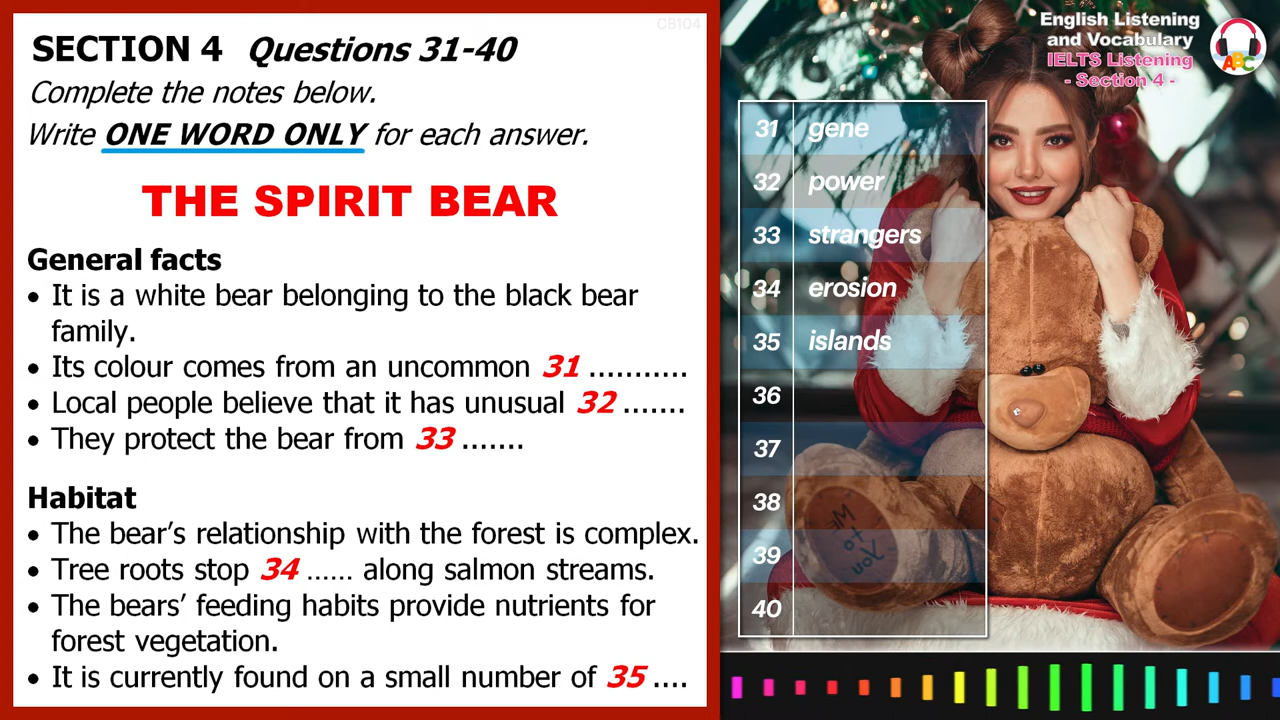 CB104
SECTION 4 Questions 31-40
Complete the notes below.
Write ONE WORD ONLY for each answer.
THE SPIRIT BEAR
General facts
• It is a white bear belonging to the black bear
family.
• Its colour comes from an uncommon 31 ...........
• Local people believe that it has unusual 32 .......
• They protect the bear from 33 .......
Habitat
• The bear's relationship with the forest is complex.
• Tree roots stop 34 ...... along salmon streams.
• The bears' feeding habits provide nutrients for
forest vegetation.
• It is currently found on a small number of 35 ....
English Listening
and Vocabulary
IELTS Listening
- Section 4 -
ABC
31 gene
32 power
33 strangers
34 erosion
35 islands
36
37
38
39
40
Me
to
You